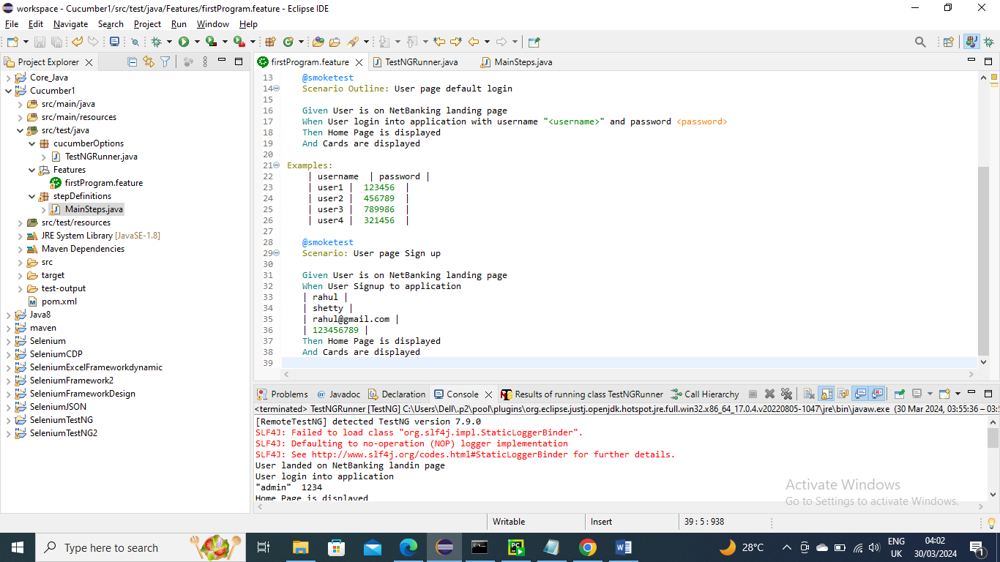 workspace - Cucumber1/src/test/java/Features/firstProgram.feature - Eclipse IDE
File Edit Navigate Search Project Run Window Help
Project Explorer
Core_Java
Cucumber1
src/main/java
src/main/resources
src/test/java
cucumberOptions
TestNGRunner.java
Features
firstProgram.feature
stepDefinitions
MainSteps.java
src/test/resources
JRE System Library [JavaSE-1.8]
Maven Dependencies
src
target
test-output
pom.xml
Java8
maven
Selenium
SeleniumCDP
SeleniumExcelFrameworkdynamic
SeleniumFramework2
SeleniumFrameworkDesign
SeleniumJSON
SeleniumTestNG
SeleniumTestNG2
firstProgram.feature TestNGRunner.java MainSteps.java
13 @smoketest
14 Scenario Outline: User page default login
15
16 Given User is on NetBanking landing page
17 When User login into application with username "<username>" and password <password>
18 Then Home Page is displayed
19 And Cards are displayed
20
21 Examples:
22 | username | password |
23 | user1 | 123456 |
24 | user2 | 456789 |
25 | user3 | 789986 |
26 | user4 | 321456 |
27
28 @smoketest
29 Scenario: User page Sign up
30
31 Given User is on NetBanking landing page
32 When User Signup to application
33 | rahul |
34 | shetty |
35 | rahul@gmail.com |
36 | 123456789 |
37 Then Home Page is displayed
38 And Cards are displayed
39
Problems Javadoc Declaration Console Results of running class TestNGRunner Call Hierarchy
<terminated> TestNGRunner [TestNG] C:\Users\Dell\.p2\pool\plugins\org.eclipse.justj.openjdk.hotspot.jre.full.win32.x86_64_17.0.4.v20220805-1047\jre\bin\javaw.exe (30 Mar 2024, 03:55:36 – 03:5
[RemoteTestNG] detected TestNG version 7.9.0
SLF4J: Failed to load class "org.slf4j.impl.StaticLoggerBinder".
SLF4J: Defaulting to no-operation (NOP) logger implementation
SLF4J: See http://www.slf4j.org/codes.html#StaticLoggerBinder for further details.
User landed on NetBanking landin page
User login into application
"admin" 1234
Home Page is displayed
Activate Windows
Go to Settings to activate Windows.
Writable Insert 39 : 5 : 938
Type here to search
28°C
ENG
UK
04:02
30/03/2024
1